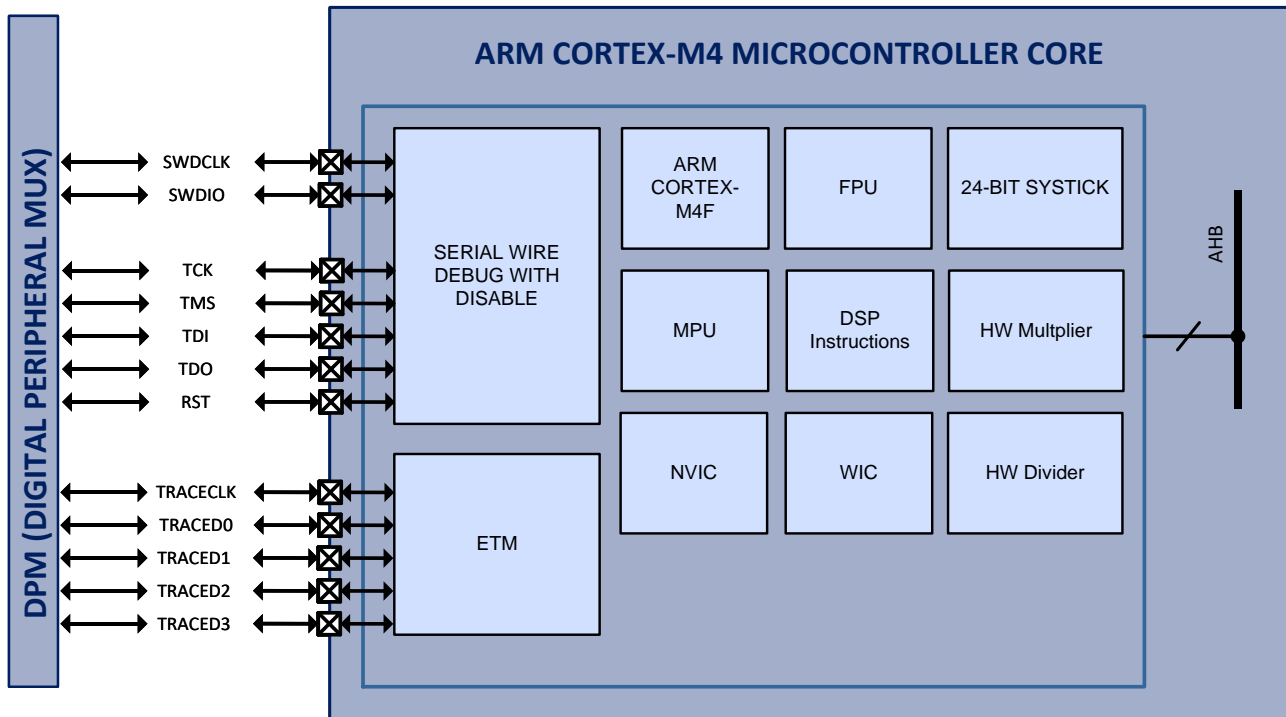 ARM CORTEX-M4 MICROCONTROLLER CORE
DPM (DIGITAL PERIPHERAL MUX)
SWDCLK
SWDIO
TCK
TMS
TDI
TDO
RST
TRACECLK
TRACED0
TRACED1
TRACED2
TRACED3
SERIAL WIRE
DEBUG WITH
DISABLE
ETM
ARM
CORTEX-
M4F
FPU
24-BIT SYSTICK
MPU
DSP
Instructions
HW Multplier
NVIC
WIC
HW Divider
AHB